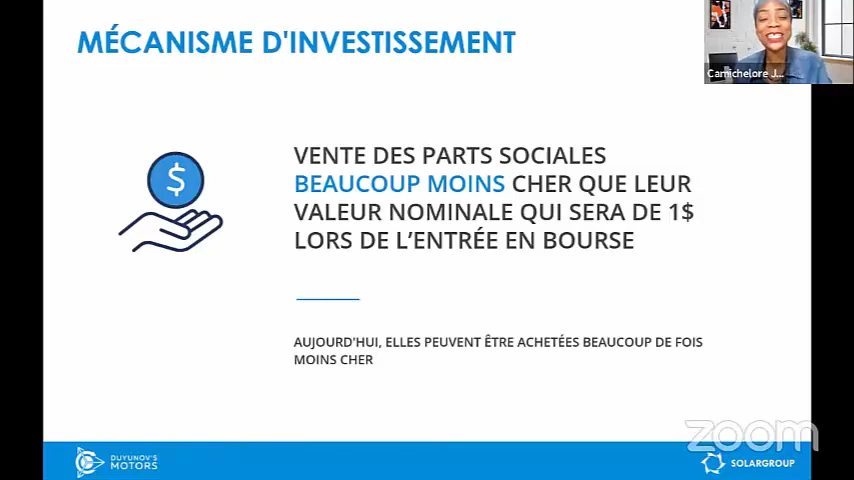 MÉCANISME D'INVESTISSEMENT
Camichelore J...
VENTE DES PARTS SOCIALES
BEAUCOUP MOINS CHER QUE LEUR
VALEUR NOMINALE QUI SERA DE 1$
LORS DE L'ENTRÉE EN BOURSE
AUJOURD'HUI, ELLES PEUVENT ÊTRE ACHETÉES BEAUCOUP DE FOIS
MOINS CHER
zoom
DUYUNOV'S
MOTORS
SOLARGROUP